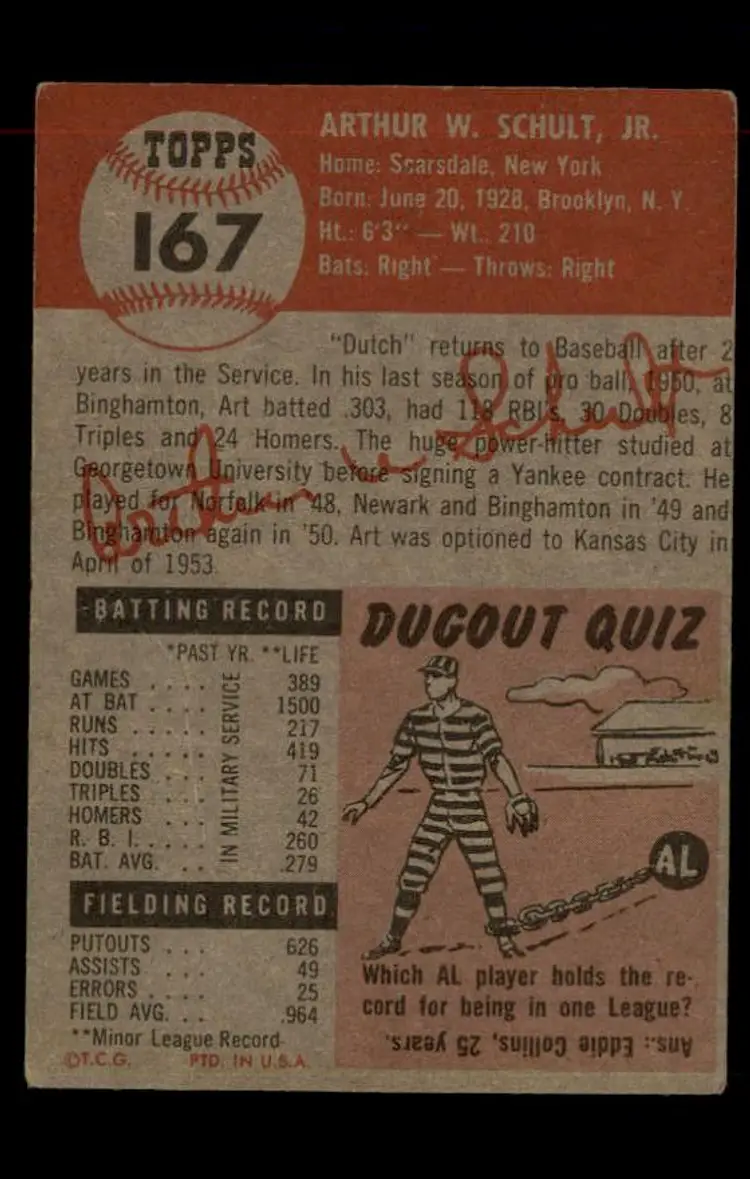 TOPPS
167
ARTHUR W. SCHULT, JR.
Home: Scarsdale, New York
Born: June 20, 1928, Brooklyn, N. Y.
Ht.: 6'3" — Wt.: 210
Bats: Right — Throws: Right
"Dutch" returns to Baseball after 2
years in the Service. In his last season of pro ball, 1950, at
Binghamton, Art batted .303, had 118 RBI's, 30 Doubles, 8
Triples and 24 Homers. The huge power-hitter studied at
Georgetown University before signing a Yankee contract. He
played for Norfolk in '48, Newark and Binghamton in '49 and
Binghamton again in '50. Art was optioned to Kansas City in
April of 1953.
Arthur W Schult
BATTING RECORD
*PAST YR. **LIFE
GAMES .... 389
AT BAT .... 1500
RUNS ..... 217
HITS ..... 419
DOUBLES ... 71
TRIPLES ... 26
HOMERS ... 42
R. B. I. .... 260
BAT. AVG. .. .279
IN MILITARY SERVICE
FIELDING RECORD
PUTOUTS ... 626
ASSISTS ... 49
ERRORS .... 25
FIELD AVG. .. .964
**Minor League Record
©T.C.G. PTD. IN U.S.A.
DUGOUT QUIZ
AL
Which AL player holds the re-
cord for being in one League?
Ans.: Eddie Collins, 25 years.